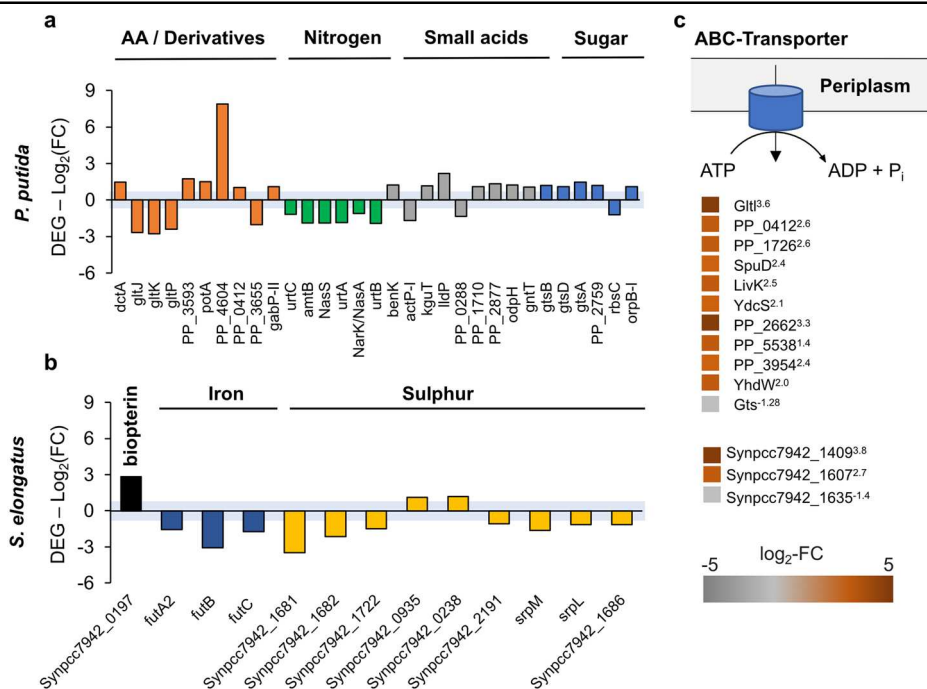 a
AA / Derivatives
Nitrogen
Small acids
Sugar
P. putida
DEG – Log2(FC)
9
6
3
0
-3
-6
dctA
gltJ
gltK
gltP
PP_3593
potA
PP_4604
PP_0412
PP_3655
gabP-II
urtC
amtB
NasS
urtA
NarK/NasA
urtB
benK
actP-I
kguT
lldP
PP_0288
PP_1710
PP_2877
odpH
gntT
gtsB
gtsD
gtsA
PP_2759
rbsC
orpB-I
b
Iron
Sulphur
biopterin
S. elongatus
DEG – Log2(FC)
9
6
3
0
-3
-6
Synpcc7942_0197
futA2
futB
futC
Synpcc7942_1681
Synpcc7942_1682
Synpcc7942_1722
Synpcc7942_0935
Synpcc7942_0238
Synpcc7942_2191
srpM
srpL
Synpcc7942_1686
c
ABC-Transporter
Periplasm
ATP
ADP + Pi
GltI3.6
PP_04122.6
PP_17262.6
SpuD2.4
LivK2.5
YdcS2.1
PP_26623.3
PP_55381.4
PP_39542.4
YhdW2.0
Gts-1.28
Synpcc7942_14093.8
Synpcc7942_16072.7
Synpcc7942_1635-1.4
log2-FC
-5
5